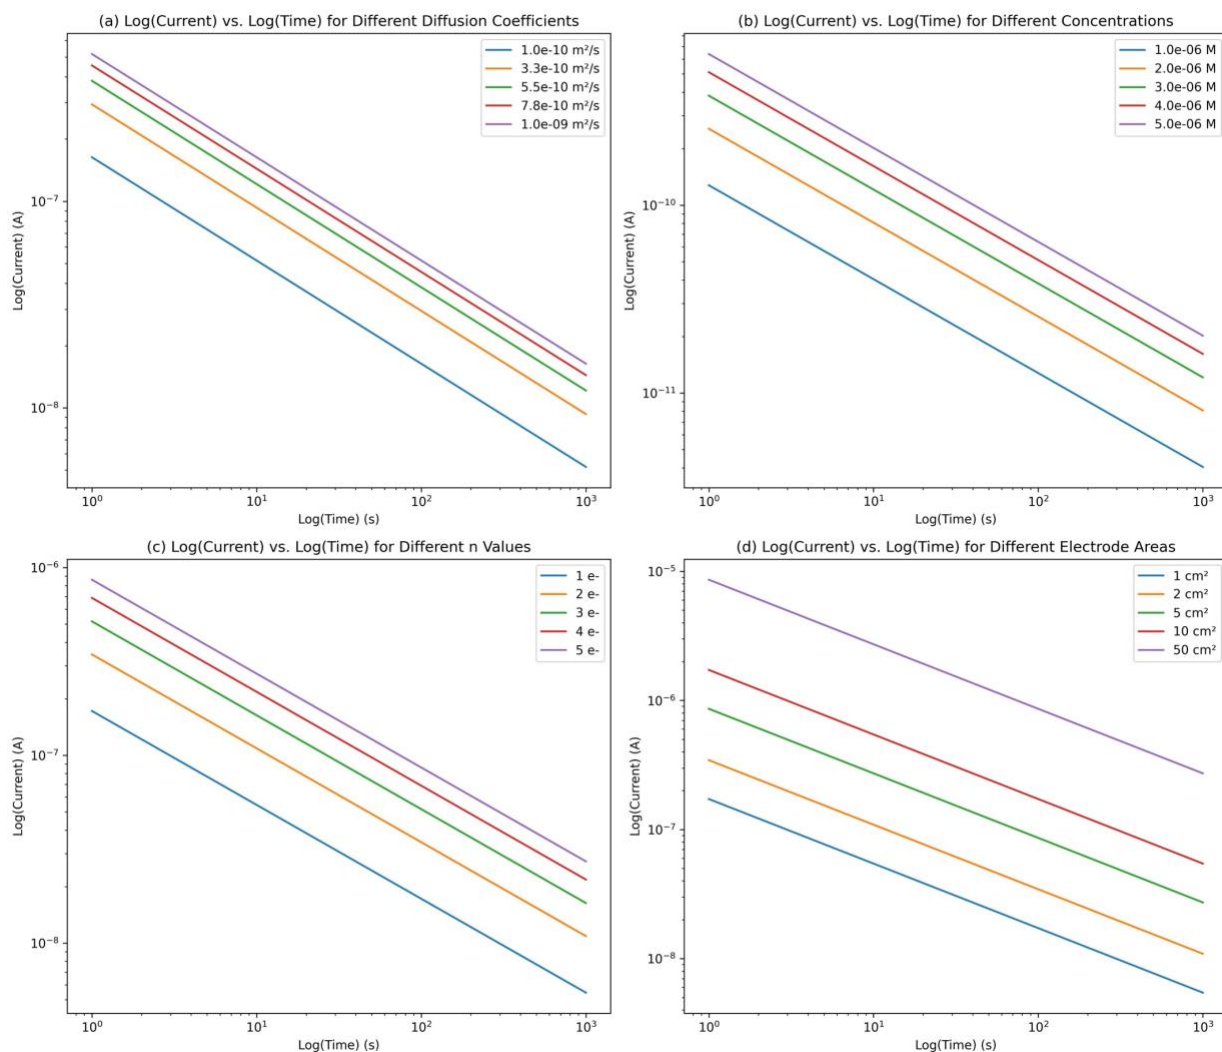 (a) Log(Current) vs. Log(Time) for Different Diffusion Coefficients
1.0e-10 m²/s
3.3e-10 m²/s
5.5e-10 m²/s
7.8e-10 m²/s
1.0e-09 m²/s
Log(Current) (A)
10⁻⁷
10⁻⁸
10⁰
10¹
10²
10³
Log(Time) (s)
(b) Log(Current) vs. Log(Time) for Different Concentrations
1.0e-06 M
2.0e-06 M
3.0e-06 M
4.0e-06 M
5.0e-06 M
Log(Current) (A)
10⁻¹⁰
10⁻¹¹
10⁰
10¹
10²
10³
Log(Time) (s)
(c) Log(Current) vs. Log(Time) for Different n Values
1 e-
2 e-
3 e-
4 e-
5 e-
Log(Current) (A)
10⁻⁶
10⁻⁷
10⁻⁸
10⁰
10¹
10²
10³
Log(Time) (s)
(d) Log(Current) vs. Log(Time) for Different Electrode Areas
1 cm²
2 cm²
5 cm²
10 cm²
50 cm²
Log(Current) (A)
10⁻⁵
10⁻⁶
10⁻⁷
10⁻⁸
10⁰
10¹
10²
10³
Log(Time) (s)